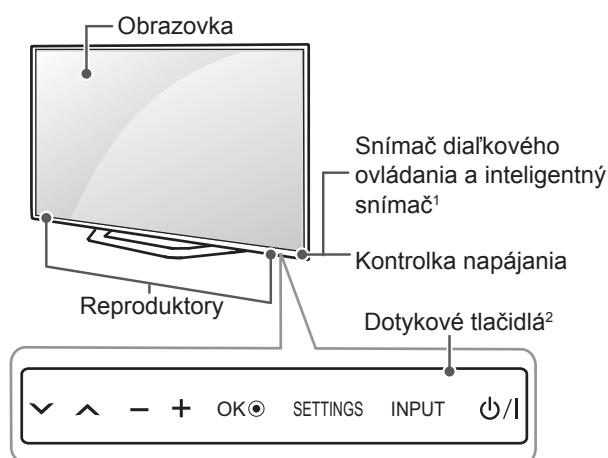 Obrazovka
Snímač diaľkového
ovládania a inteligentný
snímač1
Kontrolka napájania
Reproduktory
Dotykové tlačidlá2
OK SETTINGS INPUT /I